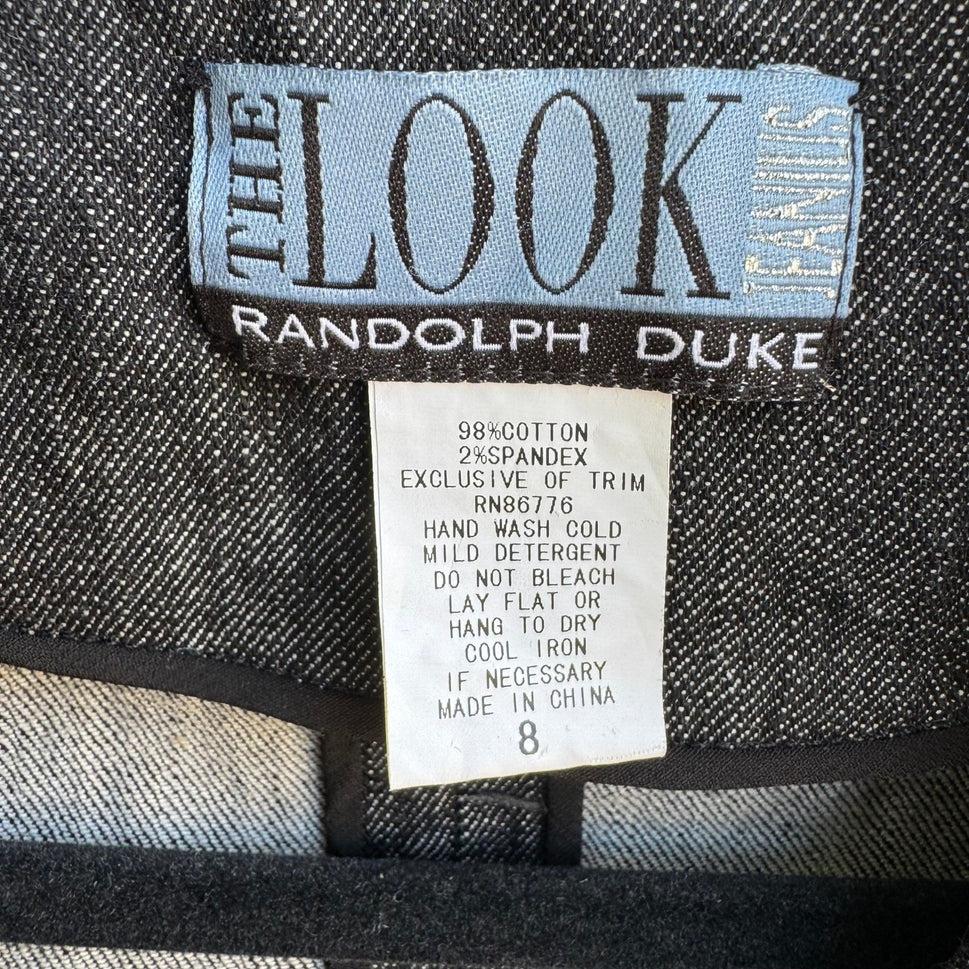 THE LOOK JEANIUS
RANDOLPH DUKE
98%COTTON
2%SPANDEX
EXCLUSIVE OF TRIM
RN86776
HAND WASH COLD
MILD DETERGENT
DO NOT BLEACH
LAY FLAT OR
HANG TO DRY
COOL IRON
IF NECESSARY
MADE IN CHINA
8